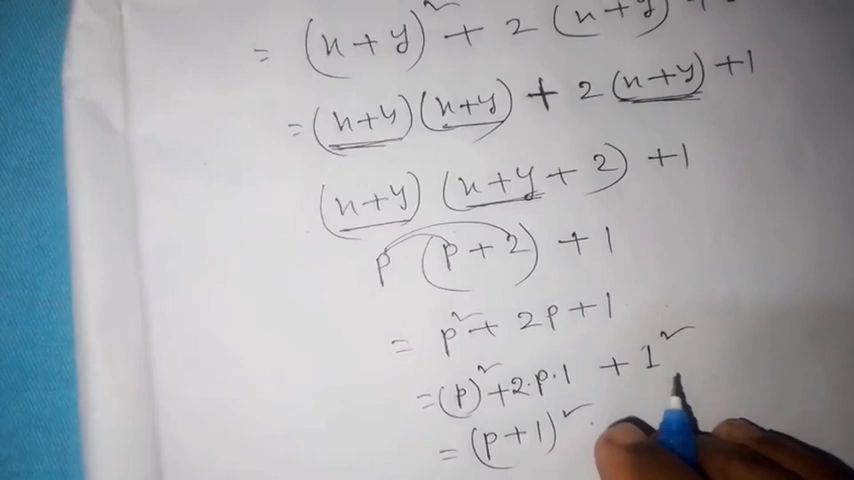 = (x+y)² + 2 (x+y) +
= (x+y) (x+y) + 2 (x+y) +1
(x+y) (x+y + 2) +1
p (p+2) + 1
= p² + 2p + 1
= (p)² + 2.p.1 + 1²
= (p+1)²